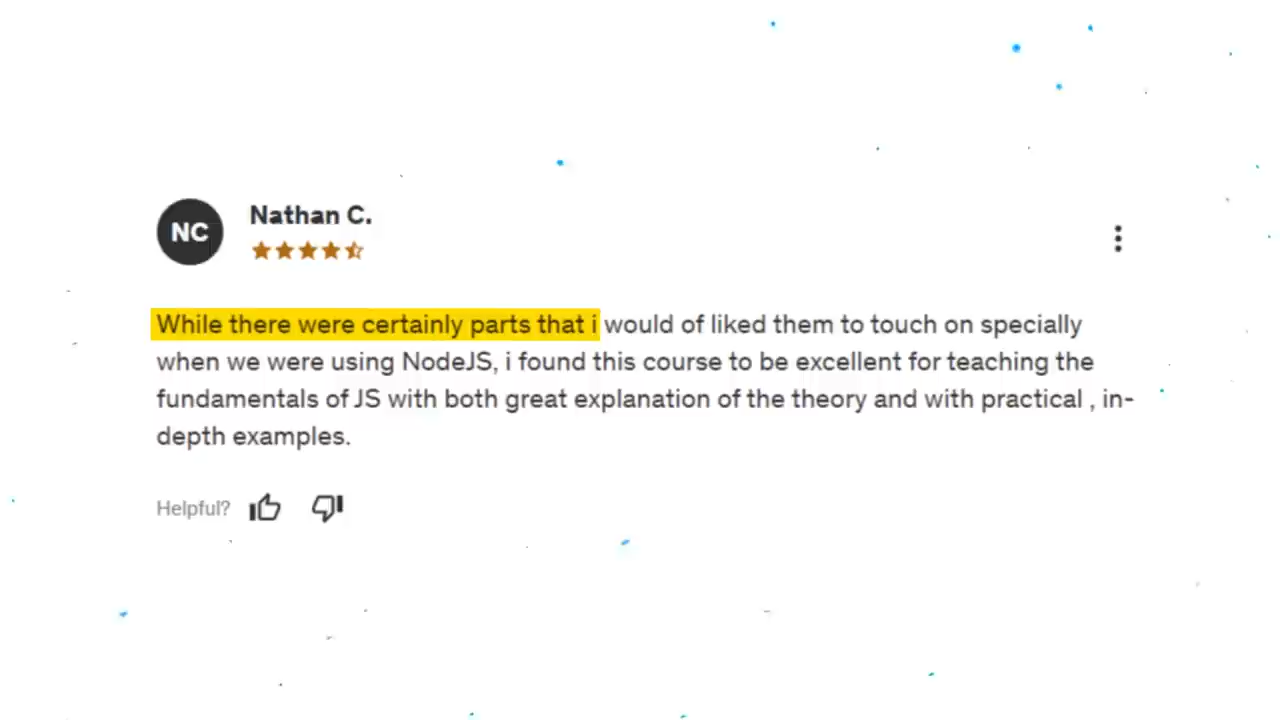 NC
Nathan C.
While there were certainly parts that i would of liked them to touch on specially
when we were using NodeJS, i found this course to be excellent for teaching the
fundamentals of JS with both great explanation of the theory and with practical , in-
depth examples.
Helpful?